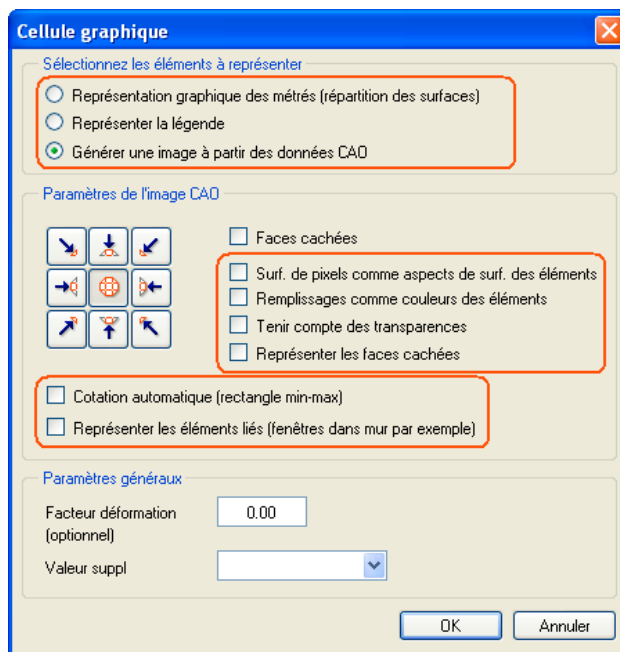 Cellule graphique
Sélectionnez les éléments à représenter
Représentation graphique des métrés (répartition des surfaces)
Représenter la légende
Générer une image à partir des données CAO
Paramètres de l'image CAO
Faces cachées
Surf. de pixels comme aspects de surf. des éléments
Remplissages comme couleurs des éléments
Tenir compte des transparences
Représenter les faces cachées
Cotation automatique (rectangle min-max)
Représenter les éléments liés (fenêtres dans mur par exemple)
Paramètres généraux
Facteur déformation
(optionnel)
0.00
Valeur suppl
OK
Annuler